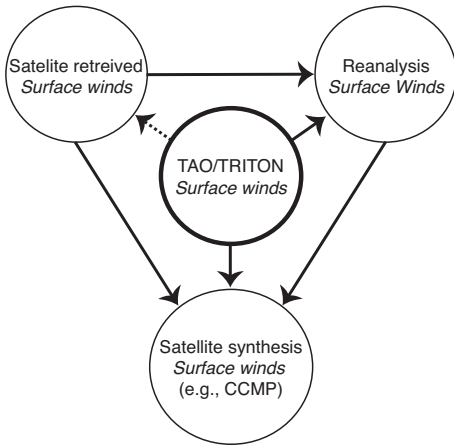 Satelite retreived
Surface winds
Reanalysis
Surface Winds
TAO/TRITON
Surface winds
Satellite synthesis
Surface winds
(e.g., CCMP)